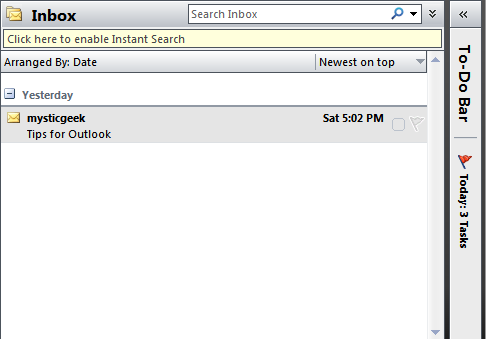 Inbox
Search Inbox
Click here to enable Instant Search
Arranged By: Date
Newest on top
Yesterday
mysticgeek
Sat 5:02 PM
Tips for Outlook
To-Do Bar
Today: 3 Tasks